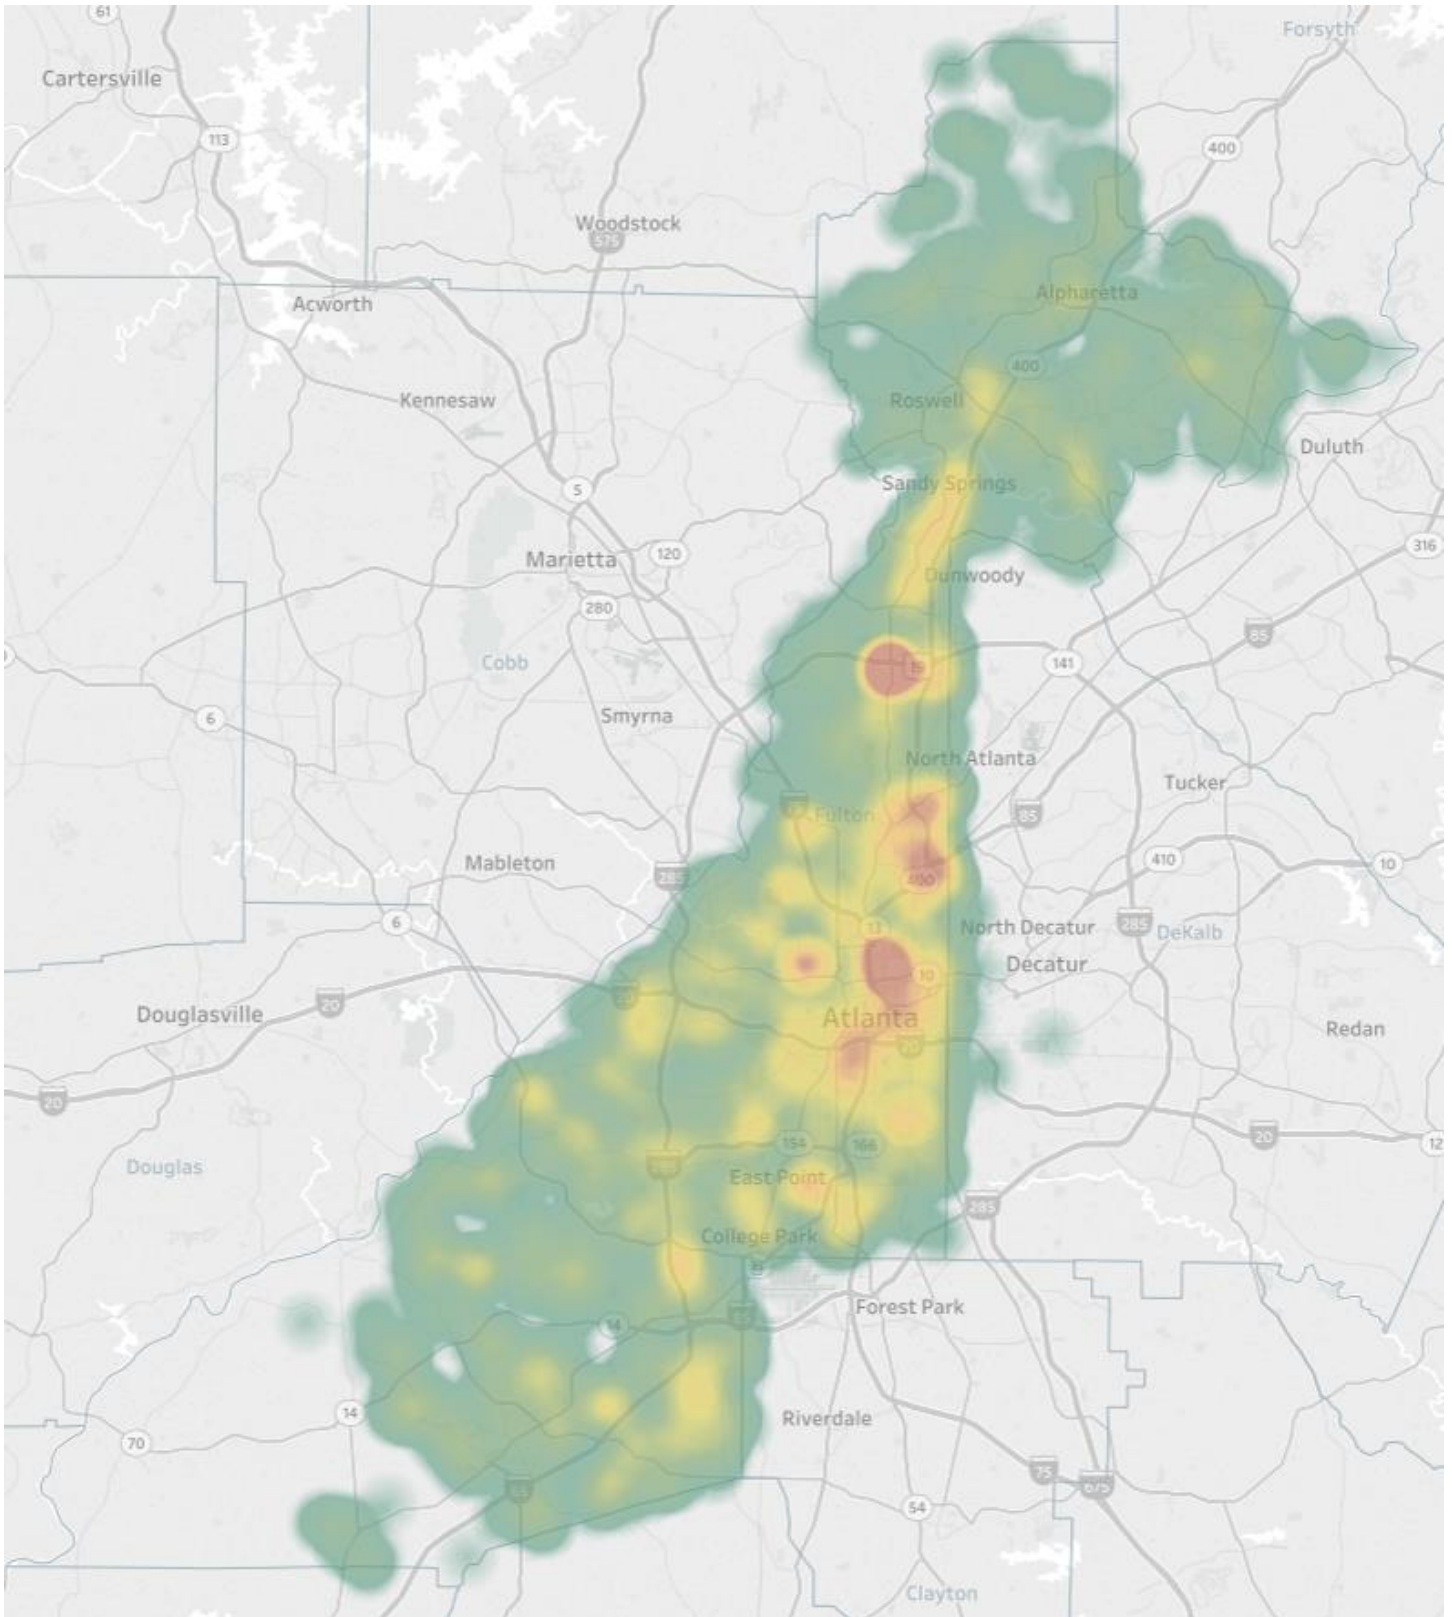 61
Forsyth
Cartersville
113
400
Woodstock
575
Acworth
Alpharetta
400
Roswell
Kennesaw
Duluth
Sandy Springs
5
316
Marietta
120
Dunwoody
280
85
Cobb
19
141
6
Smyrna
North Atlanta
Tucker
Fulton
85
Mableton
410
10
285
400
6
13
North Decatur
285
DeKalb
Decatur
10
20
20
Douglasville
Atlanta
Redan
20
20
154
166
20
12
Douglas
East Point
285
College Park
Forest Park
14
14
Riverdale
70
75
85
675
54
Clayton